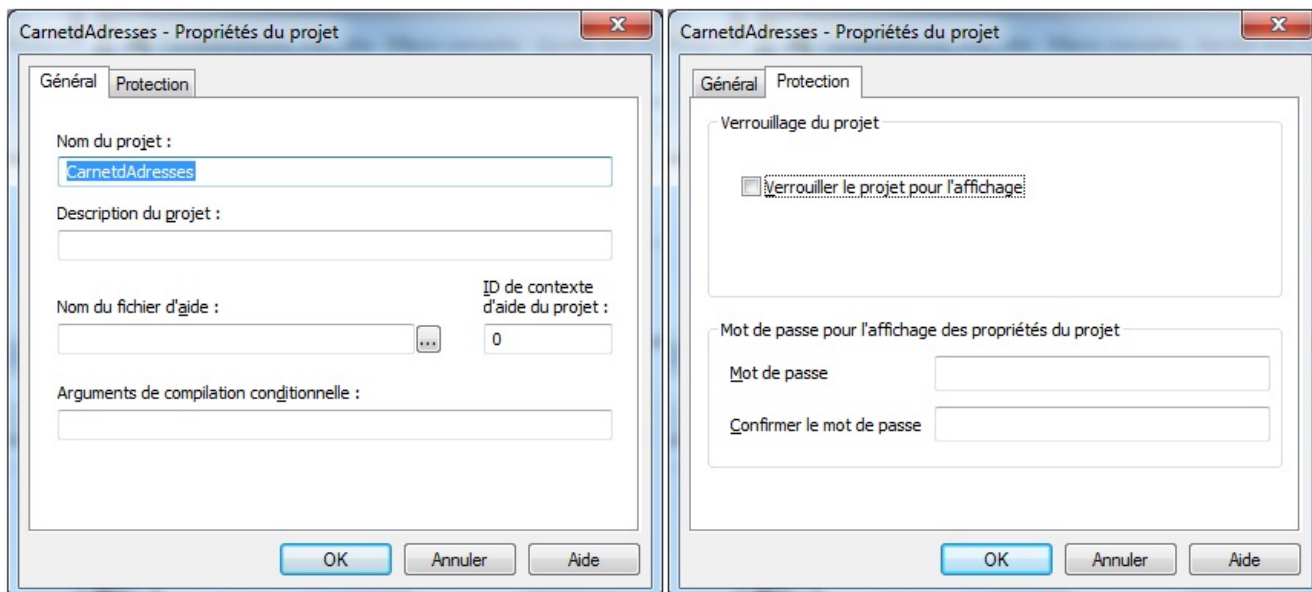 CarnetdAdresses - Propriétés du projet
Général
Protection
Nom du projet :
CarnetdAdresses
Description du projet :
Nom du fichier d'aide :
ID de contexte
d'aide du projet :
...
0
Arguments de compilation conditionnelle :
OK
Annuler
Aide
CarnetdAdresses - Propriétés du projet
Général
Protection
Verrouillage du projet
Verrouiller le projet pour l'affichage
Mot de passe pour l'affichage des propriétés du projet
Mot de passe
Confirmer le mot de passe
OK
Annuler
Aide